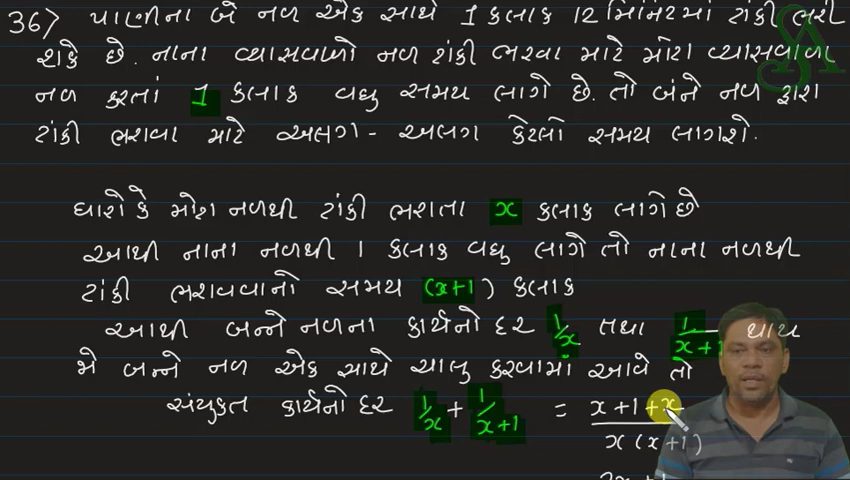 36> પાણીના બે નળ એક સાથે 1 કલાક 12 મિનિટમાં ટાંકી ભરી
શકે છે. નાના વ્યાસવાળો નળ ટાંકી ભરવા માટે મોટા વ્યાસવાળા
નળ કરતાં 1 કલાક વધુ સમય લાગે છે. તો બંને નળ દ્વારા
ટાંકી ભરાવા માટે અલગ - અલગ કેટલો સમય લાગશે.
ધારો કે મોટા નળથી ટાંકી ભરાતા x કલાક લાગે છે
આથી નાના નળથી 1 કલાક વધુ લાગે તો નાના નળથી
ટાંકી ભરાવવાનો સમય (x+1) કલાક
આથી બન્ને નળના કાર્યનો દર 1/x તથા 1/x+1 થાય
જો બન્ને નળ એક સાથે ચાલુ કરવામાં આવે તો
સંયુક્ત કાર્યનો દર 1/x + 1/x+1 = x+1+x / x(x+1)